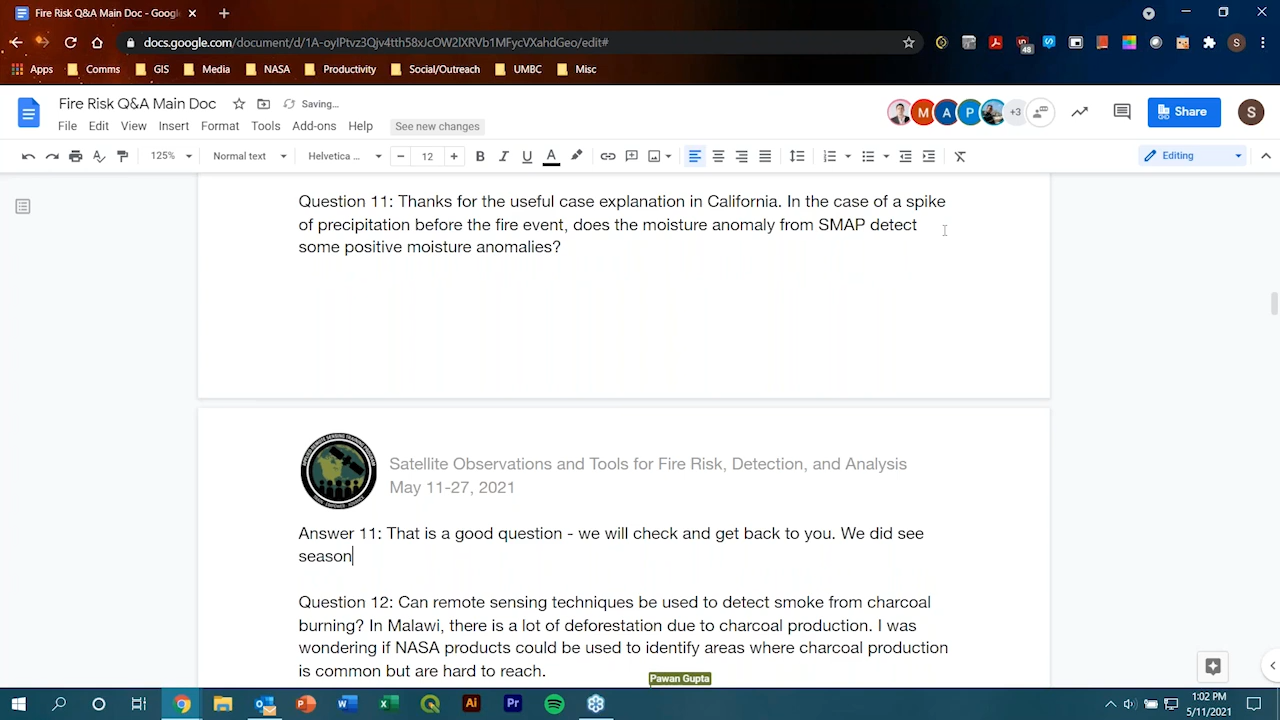 Fire Risk Q&A Main Doc - Google
docs.google.com/document/d/1A-oyIPtvz3Qjv4tth58xJcOW2lXRVb1MFycVXahdGeo/edit#
48
S
Apps Comms GIS Media NASA Productivity Social/Outreach UMBC Misc
Fire Risk Q&A Main Doc Saving...
M A P +3 Share S
File Edit View Insert Format Tools Add-ons Help See new changes
125% Normal text Helvetica ... 12 B I U A Editing
Question 11: Thanks for the useful case explanation in California. In the case of a spike
of precipitation before the fire event, does the moisture anomaly from SMAP detect
some positive moisture anomalies?
Satellite Observations and Tools for Fire Risk, Detection, and Analysis
May 11-27, 2021
Answer 11: That is a good question - we will check and get back to you. We did see
season
Question 12: Can remote sensing techniques be used to detect smoke from charcoal
burning? In Malawi, there is a lot of deforestation due to charcoal production. I was
wondering if NASA products could be used to identify areas where charcoal production
is common but are hard to reach.
Pawan Gupta
1:02 PM
5/11/2021